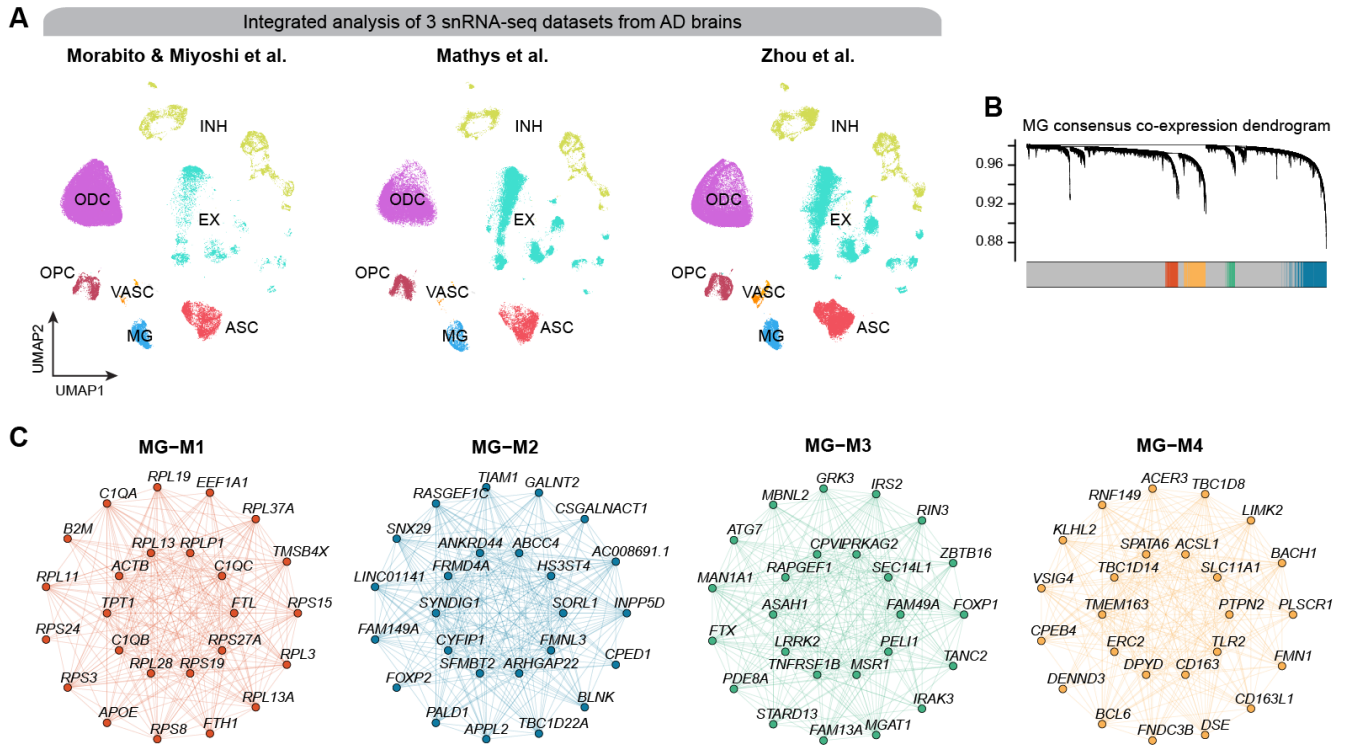 A
Integrated analysis of 3 snRNA-seq datasets from AD brains
Morabito & Miyoshi et al.
Mathys et al.
Zhou et al.
INH
ODC
EX
OPC
VASC
MG
ASC
UMAP2
UMAP1
INH
ODC
EX
OPC
VASC
MG
ASC
INH
ODC
EX
OPC
VASC
MG
ASC
B
MG consensus co-expression dendrogram
0.96
0.92
0.88
C
MG−M1
RPL19
EEF1A1
C1QA
RPL37A
B2M
RPL13
RPLP1
TMSB4X
ACTB
C1QC
RPL11
TPT1
FTL
RPS15
RPS24
C1QB
RPS27A
RPL3
RPL28
RPS19
RPS3
RPL13A
APOE
RPS8
FTH1
MG−M2
TIAM1
GALNT2
RASGEF1C
CSGALNACT1
SNX29
ANKRD44
ABCC4
AC008691.1
FRMD4A
HS3ST4
LINC01141
SYNDIG1
SORL1
INPP5D
FAM149A
CYFIP1
FMNL3
CPED1
SFMBT2
ARHGAP22
FOXP2
BLNK
PALD1
APPL2
TBC1D22A
MG−M3
GRK3
IRS2
MBNL2
RIN3
ATG7
CPVL
PRKAG2
ZBTB16
RAPGEF1
SEC14L1
MAN1A1
ASAH1
FAM49A
FOXP1
FTX
LRRK2
PELI1
TANC2
TNFRSF1B
MSR1
PDE8A
IRAK3
STARD13
FAM13A
MGAT1
MG−M4
ACER3
TBC1D8
RNF149
LIMK2
KLHL2
SPATA6
ACSL1
BACH1
TBC1D14
SLC11A1
VSIG4
TMEM163
PTPN2
PLSCR1
CPEB4
ERC2
TLR2
FMN1
DPYD
CD163
DENND3
CD163L1
BCL6
FNDC3B
DSE